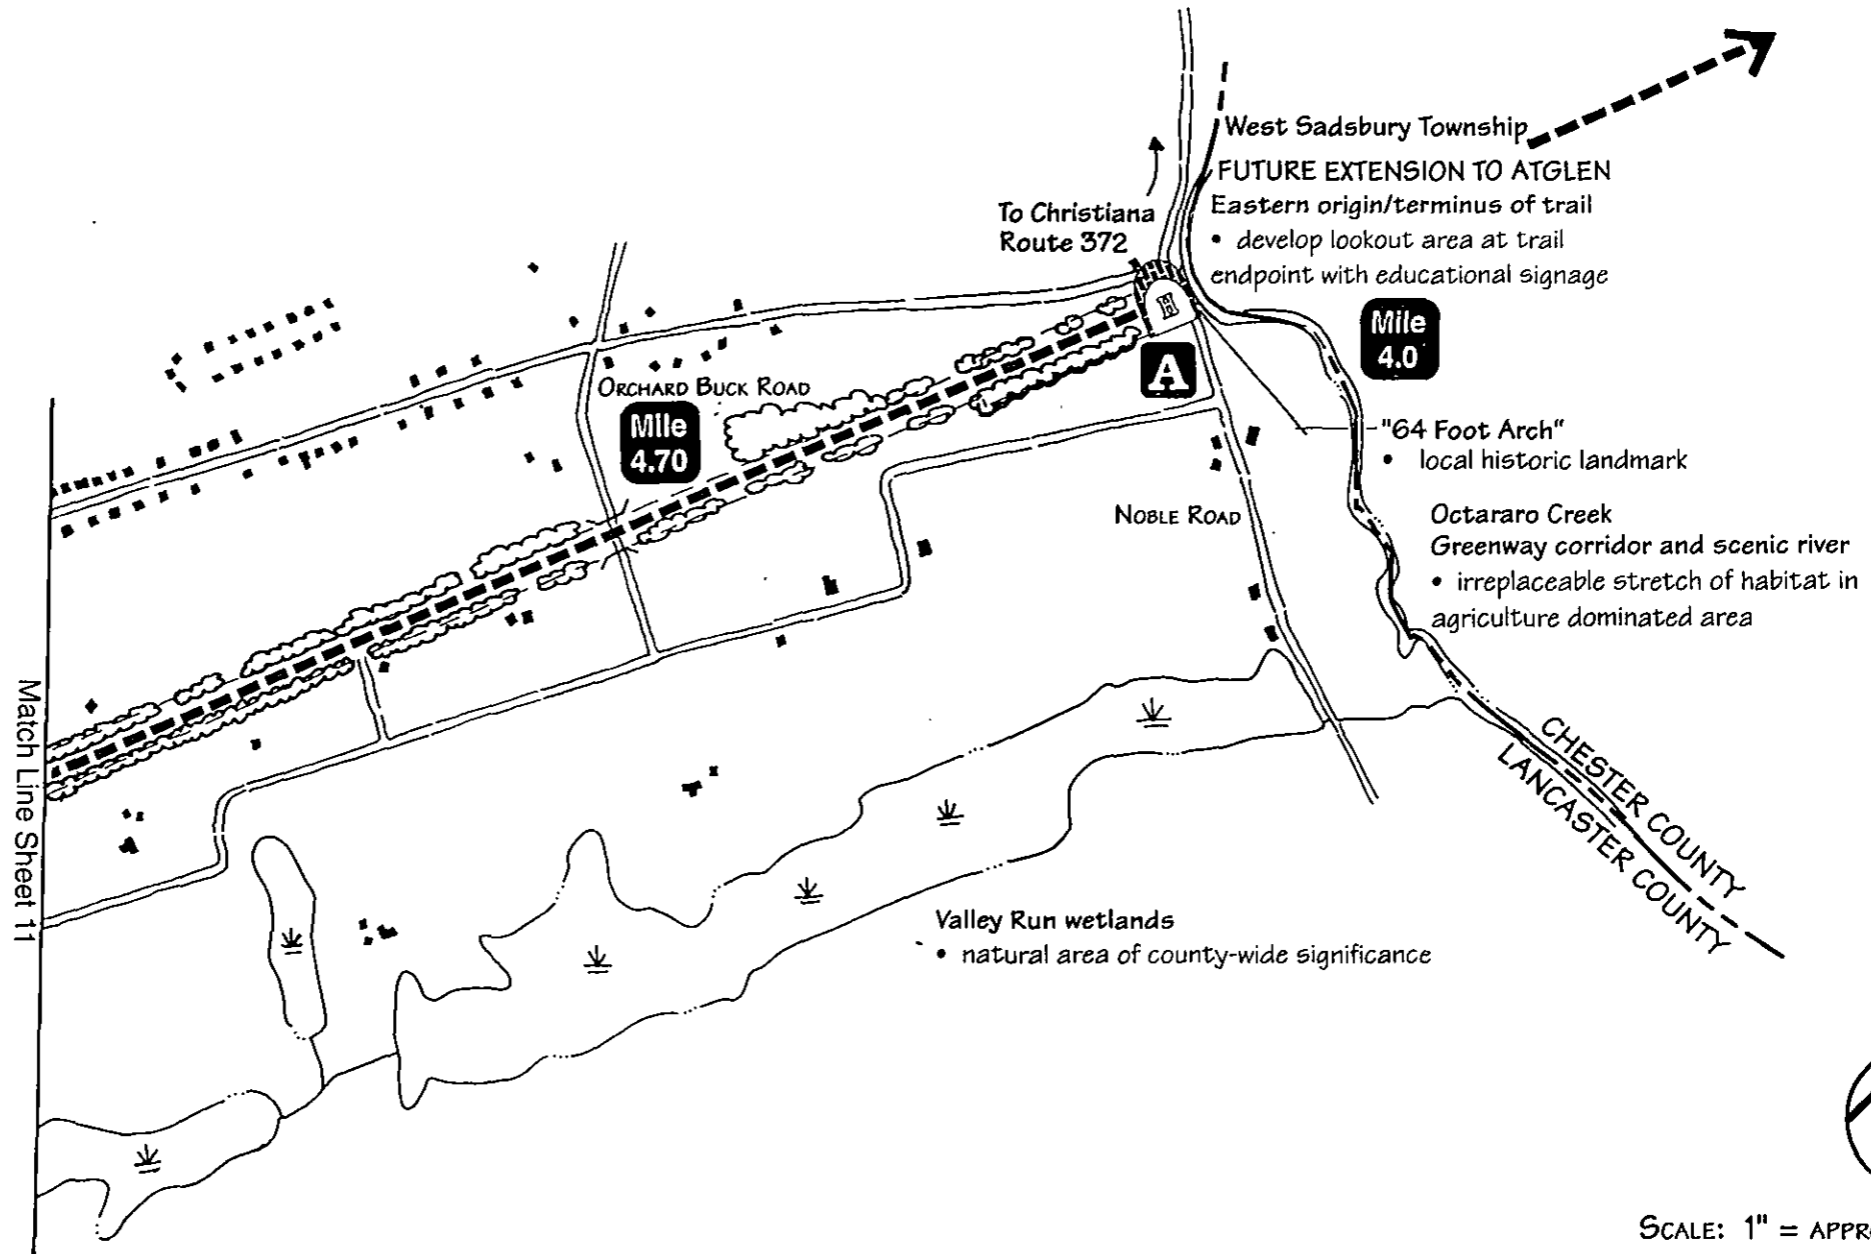 West Sadsbury Township
FUTURE EXTENSION TO ATGLEN
Eastern origin/terminus of trail
• develop lookout area at trail
endpoint with educational signage
To Christiana
Route 372
H
Mile
4.0
A
ORCHARD BUCK ROAD
Mile
4.70
"64 Foot Arch"
• local historic landmark
NOBLE ROAD
Octararo Creek
Greenway corridor and scenic river
• irreplaceable stretch of habitat in
agriculture dominated area
Match Line Sheet 11
CHESTER COUNTY
LANCASTER COUNTY
Valley Run wetlands
• natural area of county-wide significance
SCALE: 1" = APPR